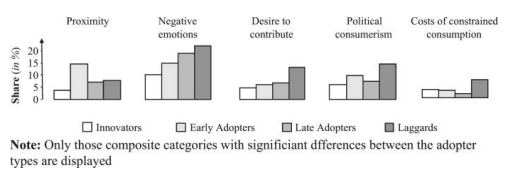 Proximity
Negative
emotions
Desire to
contribute
Political
consumerism
Costs of constrained
consumption
Share (in %)
20
15
10
5
0
Innovators
Early Adopters
Late Adopters
Laggards
Note: Only those composite categories with significiant dfferences between the adopter
types are displayed